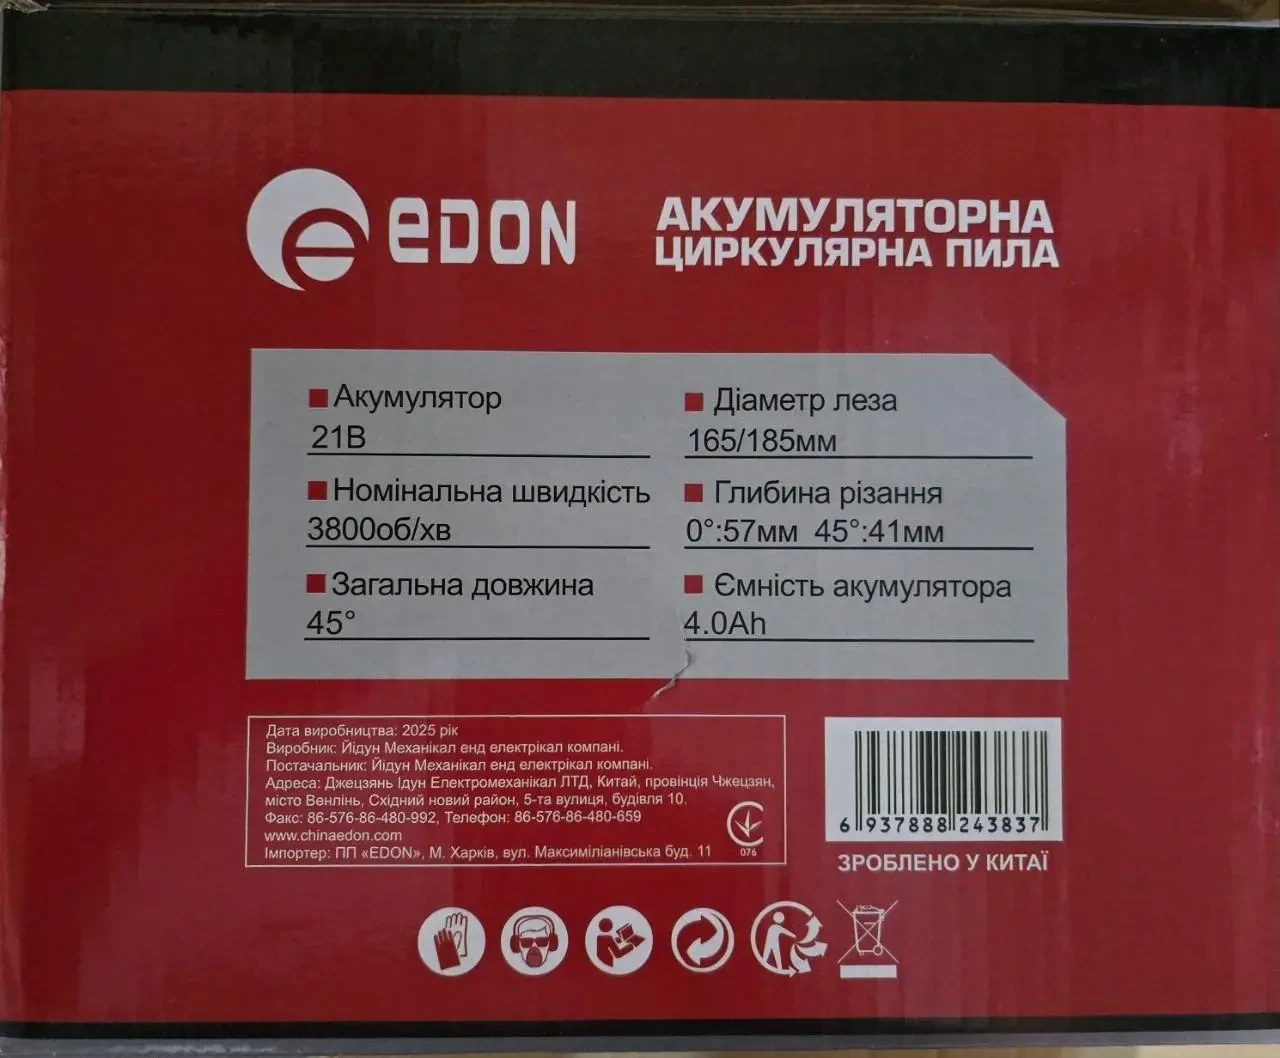 eDON
АКУМУЛЯТОРНА
ЦИРКУЛЯРНА ПИЛА
Акумулятор
21В
Діаметр леза
165/185мм
Номінальна швидкість
3800об/хв
Глибина різання
0°:57мм 45°:41мм
Загальна довжина
45°
Ємність акумулятора
4.0Ah
Дата виробництва: 2025 рік
Виробник: Йідун Механікал енд електрікал компані.
Постачальник: Йідун Механікал енд електрікал компані.
Адреса: Джецзянь Ідун Електромеханікал ЛТД, Китай, провінція Чжецзян,
місто Венлінь, Східний новий район, 5-та вулиця, будівля 10.
Факс: 86-576-86-480-992, Телефон: 86-576-86-480-659
www.chinaedon.com
Імпортер: ПП «EDON», М. Харків, вул. Максиміліанівська буд. 11
076
6 937888 243837
ЗРОБЛЕНО У КИТАЇ